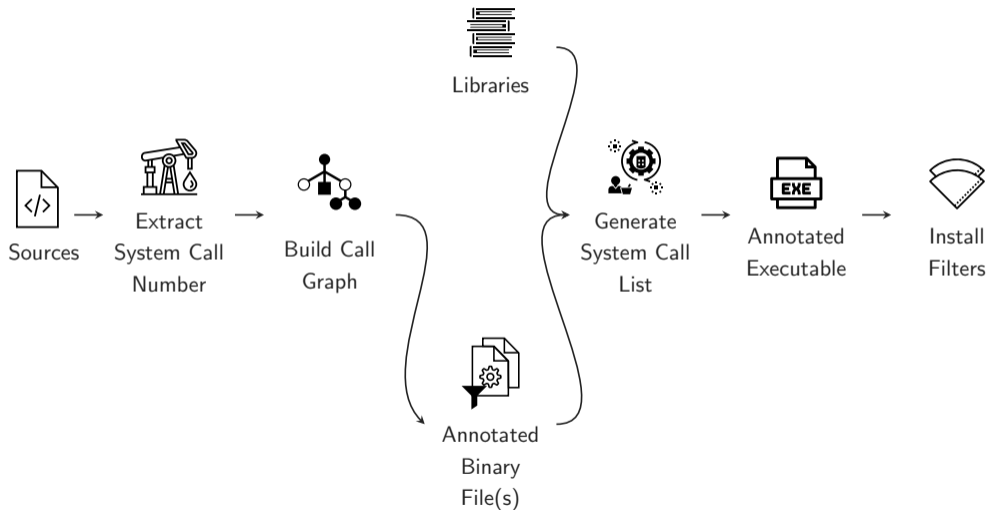 Libraries
</>
Sources
Extract
System Call
Number
Build Call
Graph
Annotated
Binary
File(s)
Generate
System Call
List
EXE
Annotated
Executable
Install
Filters